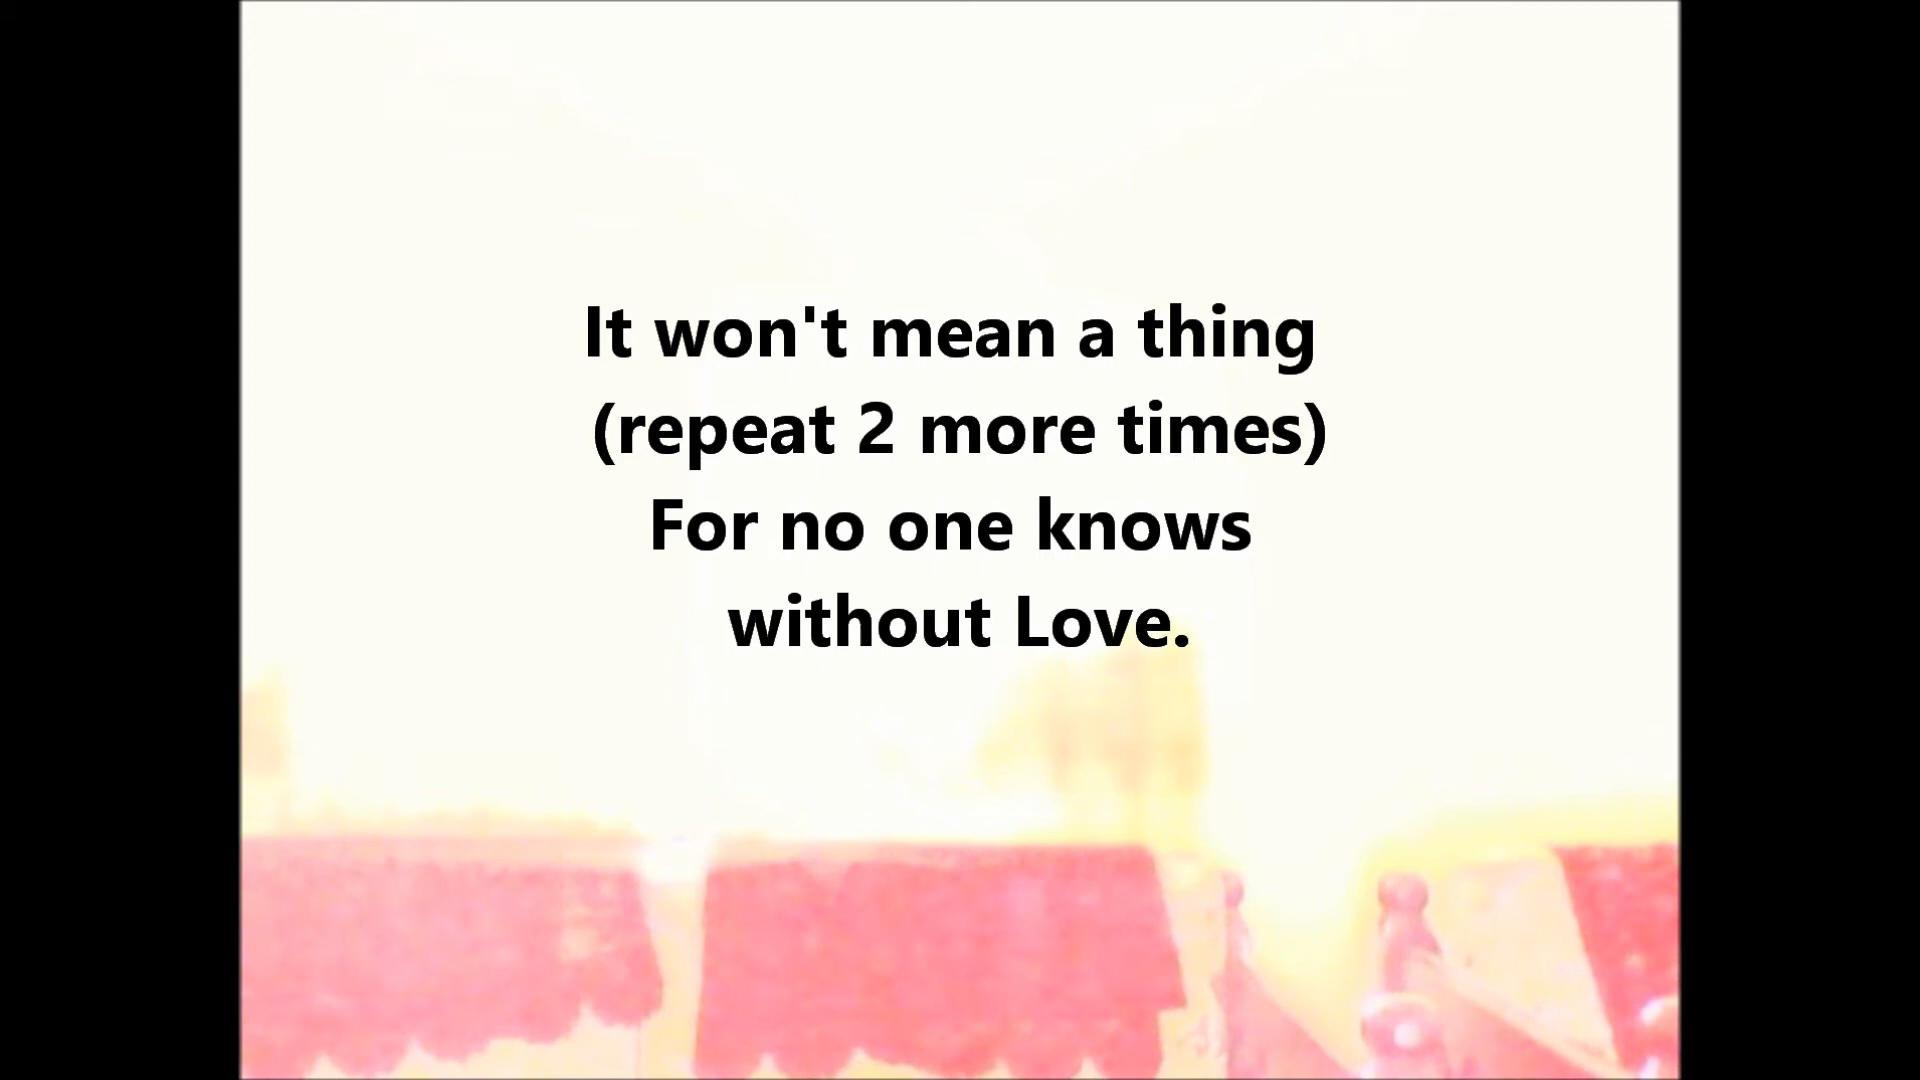 It won't mean a thing
(repeat 2 more times)
For no one knows
without Love.